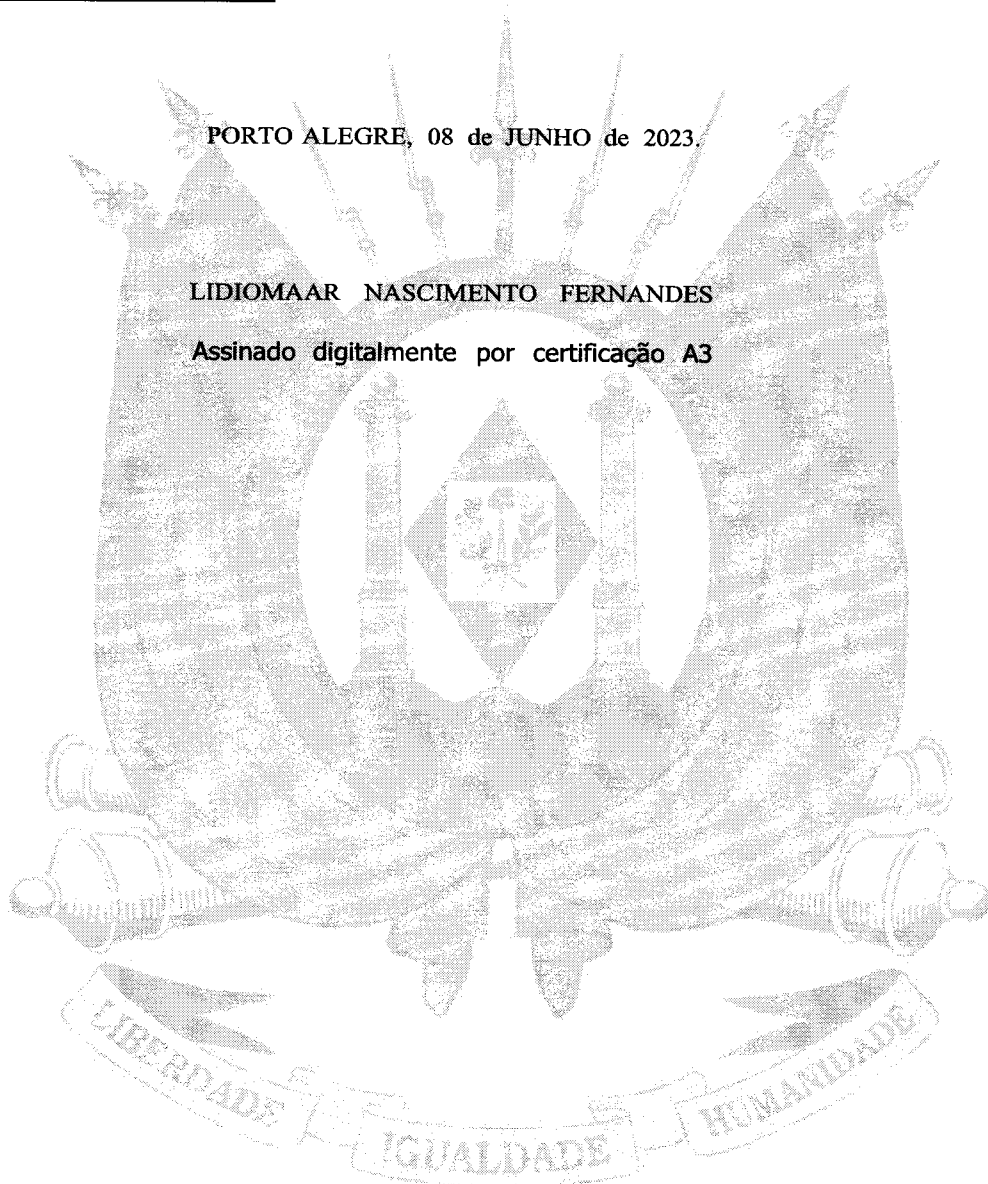 PORTO ALEGRE, 08 de JUNHO de 2023.
LIDIOMAAR NASCIMENTO FERNANDES
Assinado digitalmente por certificação A3
LIBERDADE
IGUALDADE
HUMANIDADE